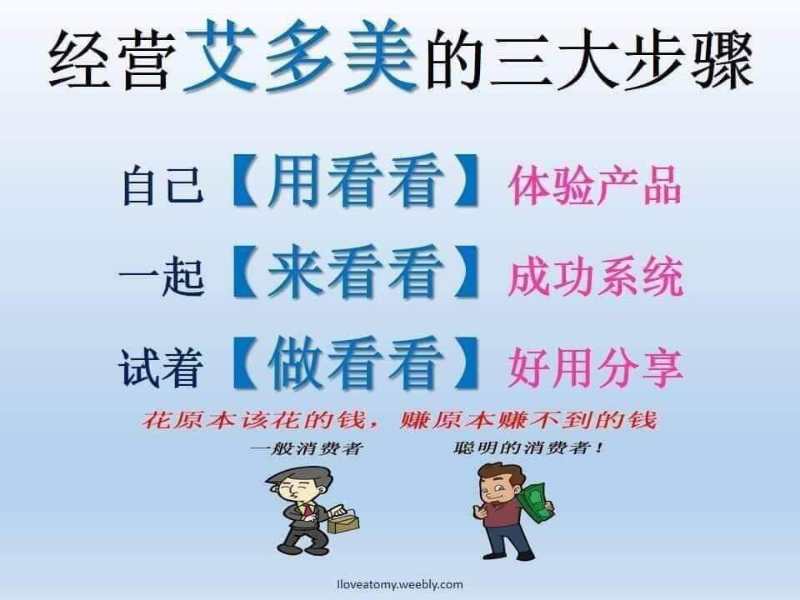 经营艾多美的三大步骤
自己【用看看】体验产品
一起【来看看】成功系统
试着【做看看】好用分享
花原本该花的钱，赚原本赚不到的钱
一般消费者 聪明的消费者！
Iloveatomy.weebly.com